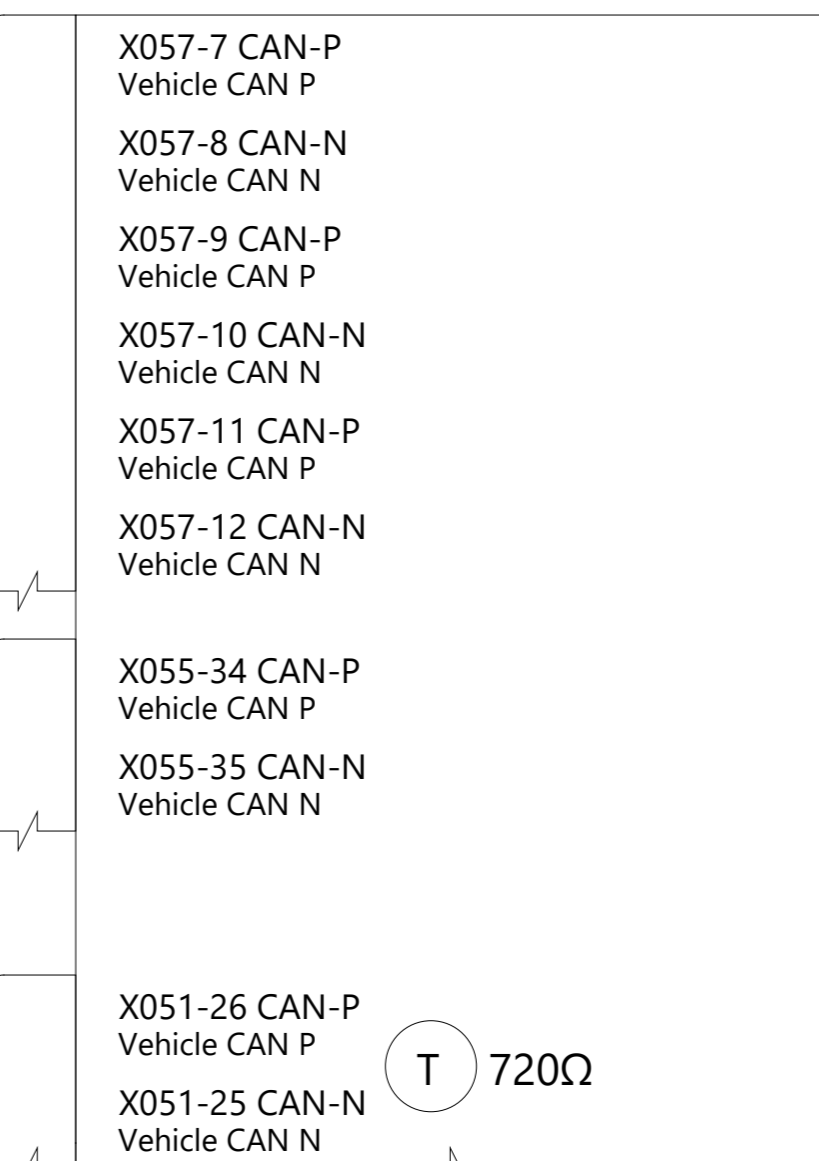 X057-7 CAN-P
Vehicle CAN P
X057-8 CAN-N
Vehicle CAN N
X057-9 CAN-P
Vehicle CAN P
X057-10 CAN-N
Vehicle CAN N
X057-11 CAN-P
Vehicle CAN P
X057-12 CAN-N
Vehicle CAN N
X055-34 CAN-P
Vehicle CAN P
X055-35 CAN-N
Vehicle CAN N
X051-26 CAN-P
Vehicle CAN P
T 720Ω
X051-25 CAN-N
Vehicle CAN N